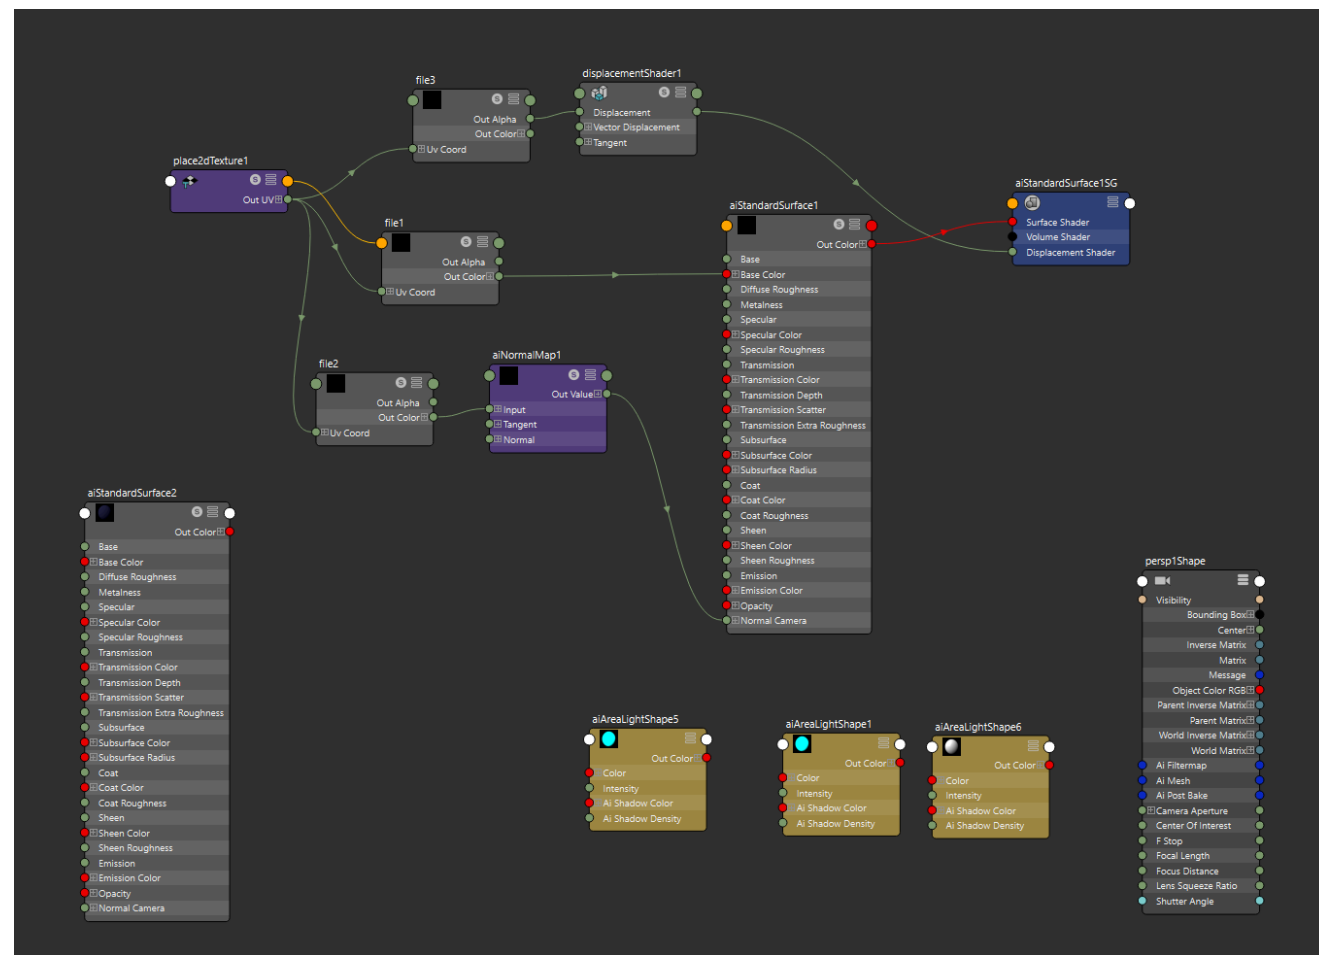 file3
Out Alpha
Out Color
Uv Coord
displacementShader1
Displacement
Vector Displacement
Tangent
place2dTexture1
Out UV
file1
Out Alpha
Out Color
Uv Coord
file2
Out Alpha
Out Color
Uv Coord
aiNormalMap1
Out Value
Input
Tangent
Normal
aiStandardSurface1
Out Color
Base
Base Color
Diffuse Roughness
Metalness
Specular
Specular Color
Specular Roughness
Transmission
Transmission Color
Transmission Depth
Transmission Scatter
Transmission Extra Roughness
Subsurface
Subsurface Color
Subsurface Radius
Coat
Coat Color
Coat Roughness
Sheen
Sheen Color
Sheen Roughness
Emission
Emission Color
Opacity
Normal Camera
aiStandardSurface1SG
Surface Shader
Volume Shader
Displacement Shader
aiStandardSurface2
Out Color
Base
Base Color
Diffuse Roughness
Metalness
Specular
Specular Color
Specular Roughness
Transmission
Transmission Color
Transmission Depth
Transmission Scatter
Transmission Extra Roughness
Subsurface
Subsurface Color
Subsurface Radius
Coat
Coat Color
Coat Roughness
Sheen
Sheen Color
Sheen Roughness
Emission
Emission Color
Opacity
Normal Camera
aiAreaLightShape5
Out Color
Color
Intensity
Ai Shadow Color
Ai Shadow Density
aiAreaLightShape1
Out Color
Color
Intensity
Ai Shadow Color
Ai Shadow Density
aiAreaLightShape6
Out Color
Color
Intensity
Ai Shadow Color
Ai Shadow Density
persp1Shape
Visibility
Bounding Box
Center
Inverse Matrix
Matrix
Message
Object Color RGB
Parent Inverse Matrix
Parent Matrix
World Inverse Matrix
World Matrix
Ai Filtermap
Ai Mesh
Ai Post Bake
Camera Aperture
Center Of Interest
F Stop
Focal Length
Focus Distance
Lens Squeeze Ratio
Shutter Angle